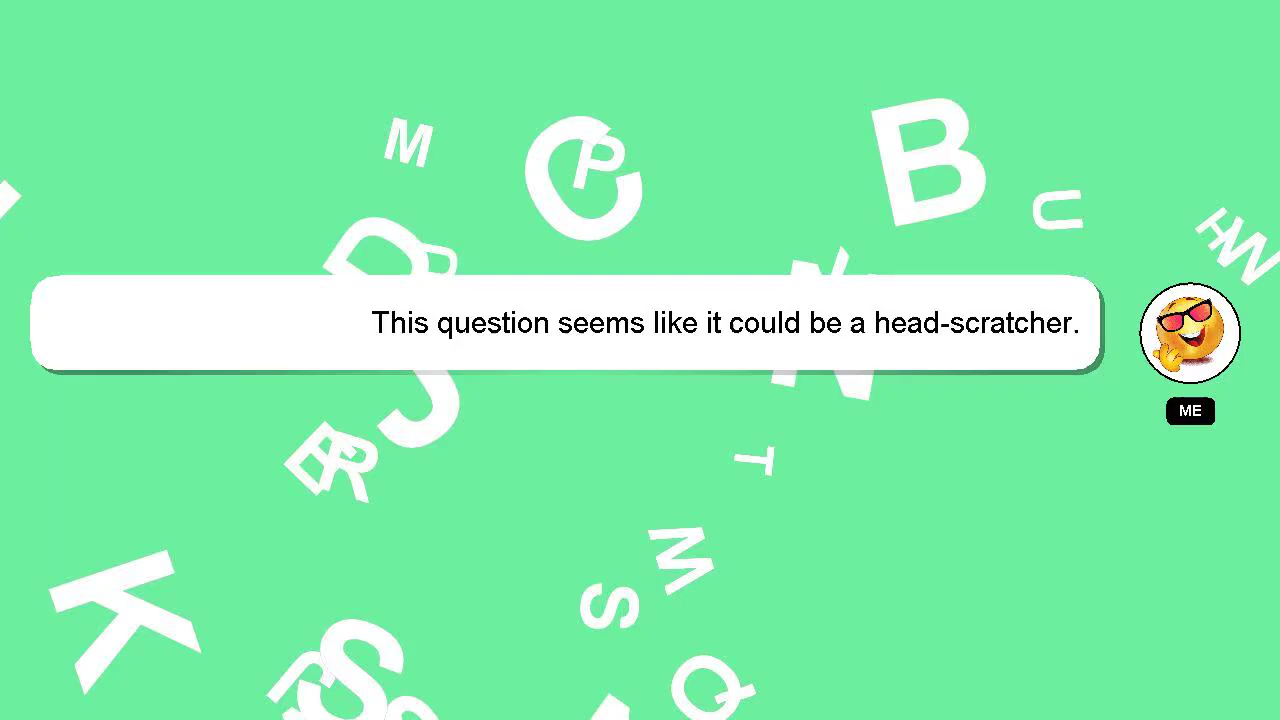 M
C
P
B
U
H
W
D
This question seems like it could be a head-scratcher.
ME
J
N
R
T
K
M
S
S
Q